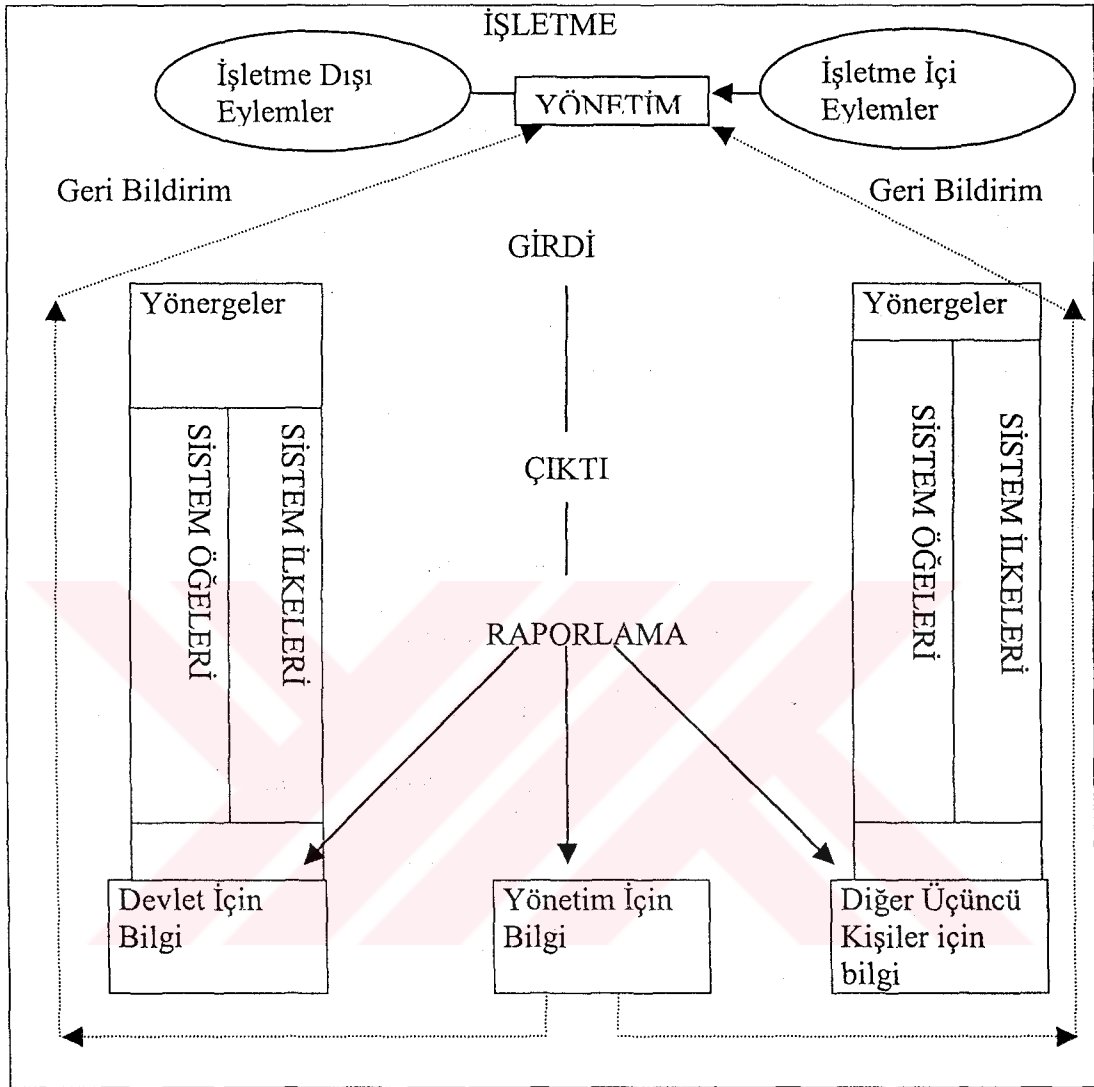 İŞLETME
İşletme Dışı
Eylemler
YÖNETİM
İşletme İçi
Eylemler
Geri Bildirim
Geri Bildirim
GİRDİ
Yönergeler
Yönergeler
SİSTEM ÖĞELERİ
SİSTEM İLKELERİ
ÇIKTI
SİSTEM ÖĞELERİ
SİSTEM İLKELERİ
RAPORLAMA
Devlet İçin
Bilgi
Yönetim İçin
Bilgi
Diğer Üçüncü
Kişiler için
bilgi